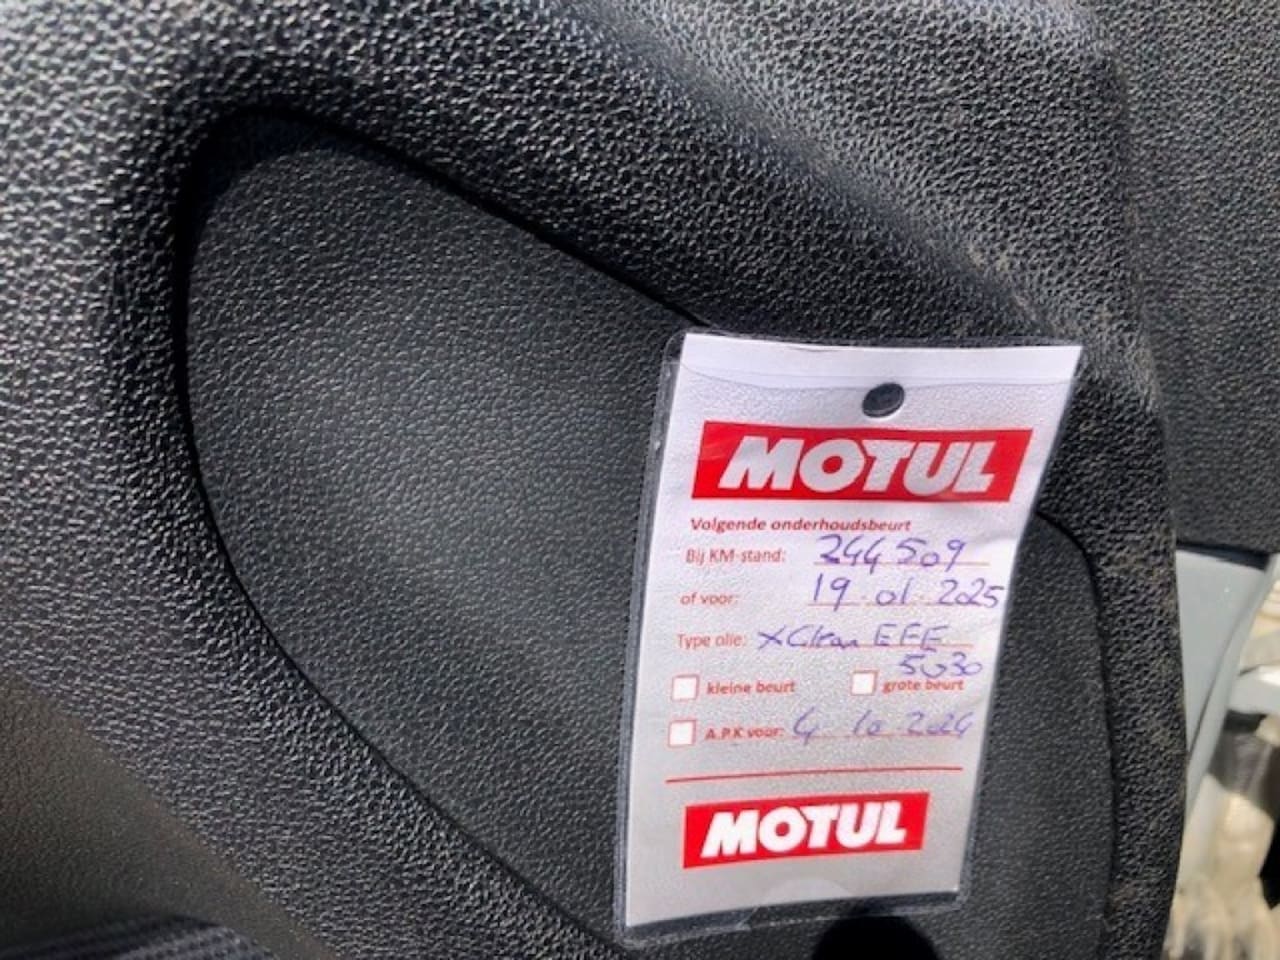 MOTUL
Volgende onderhoudsbeurt
Bij KM-stand: 244509
of voor: 19.01.2025
Type olie: XClean EFE
5030
kleine beurt grote beurt
A.P.K voor: 4 10 2024
MOTUL